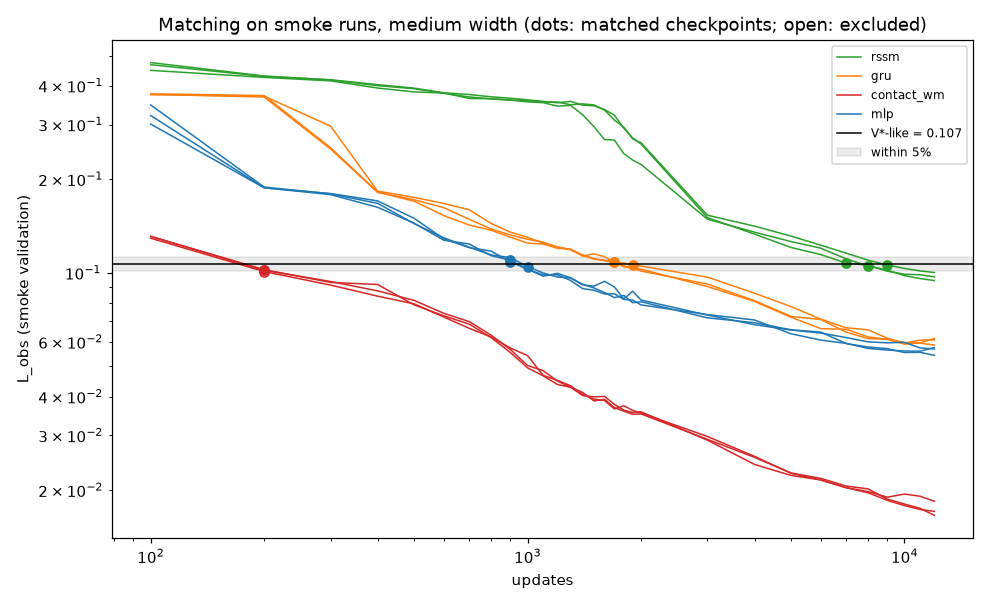 Matching on smoke runs, medium width (dots: matched checkpoints; open: excluded)
rssm
gru
contact_wm
mlp
V*-like = 0.107
within 5%
L_obs (smoke validation)
4 × 10⁻¹
3 × 10⁻¹
2 × 10⁻¹
10⁻¹
6 × 10⁻²
4 × 10⁻²
3 × 10⁻²
2 × 10⁻²
10²
10³
10⁴
updates